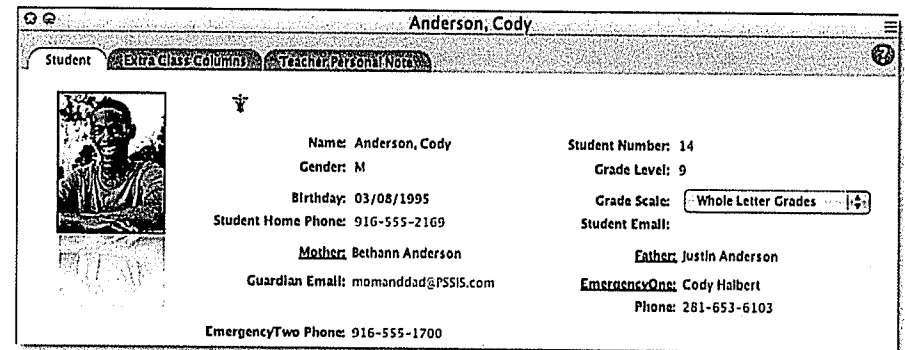 Anderson, Cody
Student Extra Class Columns Teacher Personal Note
Name: Anderson, Cody
Student Number: 14
Gender: M
Grade Level: 9
Birthday: 03/08/1995
Grade Scale: Whole Letter Grades
Student Home Phone: 916-555-2169
Student Email:
Mother: Bethann Anderson
Father: Justin Anderson
Guardian Email: momanddad@PSSIS.com
EmergencyOne: Cody Halbert
Phone: 281-653-6103
EmergencyTwo Phone: 916-555-1700